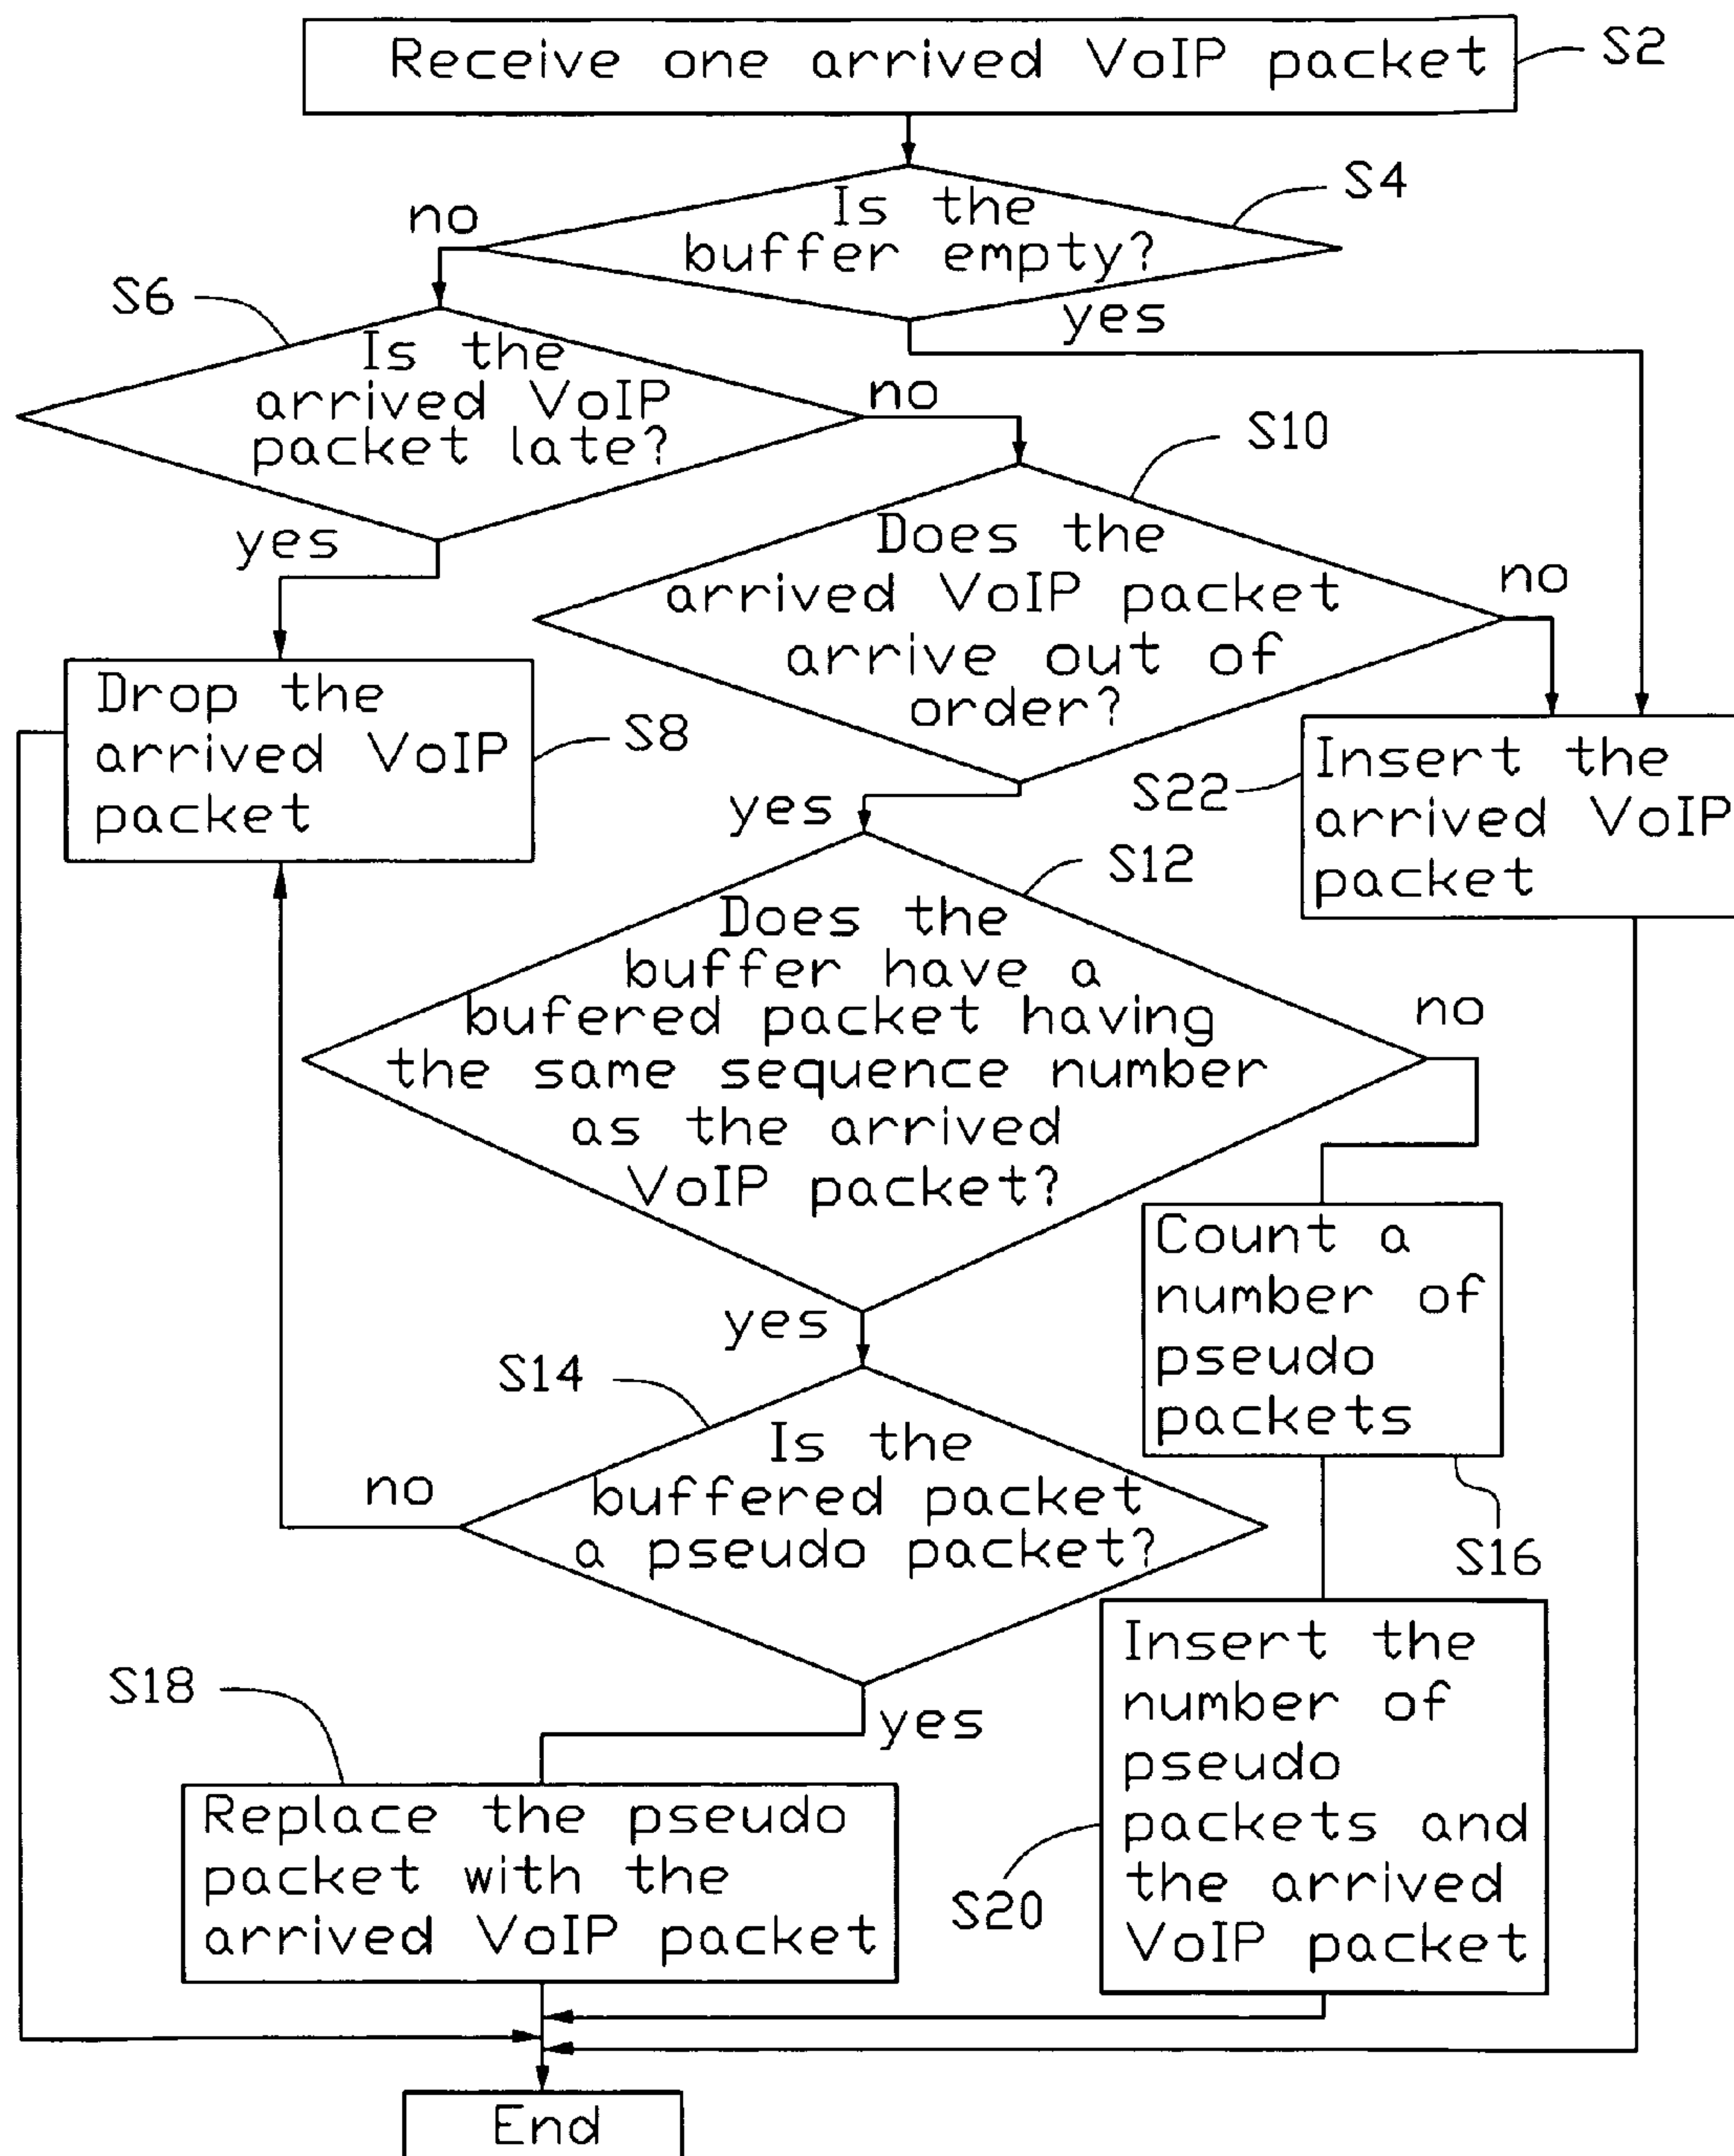 Receive one arrived VoIP packet
S2
Is the
buffer empty?
S4
no
yes
S6
Is the
arrived VoIP
packet late?
no
yes
S10
Does the
arrived VoIP packet
arrive out of
order?
no
yes
Drop the
arrived VoIP
packet
S8
S22
Insert the
arrived VoIP
packet
S12
Does the
buffer have a
bufered packet having
the same sequence number
as the arrived
VoIP packet?
no
yes
Count a
number of
pseudo
packets
S16
S14
Is the
buffered packet
a pseudo packet?
no
yes
S18
Replace the pseudo
packet with the
arrived VoIP packet
S20
Insert the
number of
pseudo
packets and
the arrived
VoIP packet
End